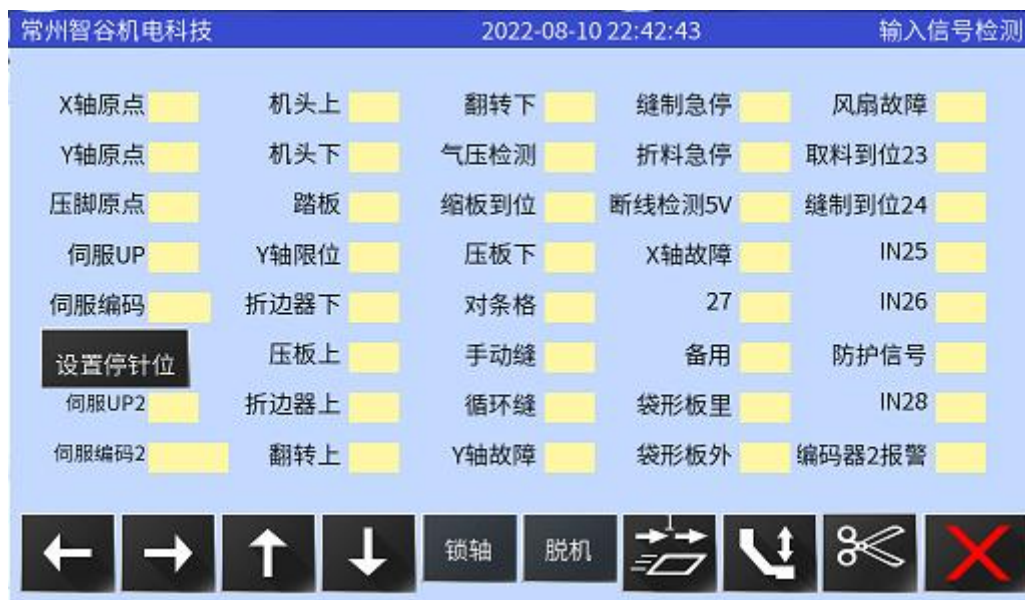 常州智谷机电科技 2022-08-10 22:42:43 输入信号检测
X轴原点 机头上 翻转下 缝制急停 风扇故障
Y轴原点 机头下 气压检测 折料急停 取料到位23
压脚原点 踏板 缩板到位 断线检测5V 缝制到位24
伺服UP Y轴限位 压板下 X轴故障 IN25
伺服编码 折边器下 对条格 27 IN26
设置停针位 压板上 手动缝 备用 防护信号
伺服UP2 折边器上 循环缝 袋形板里 IN28
伺服编码2 翻转上 Y轴故障 袋形板外 编码器2报警
锁轴 脱机